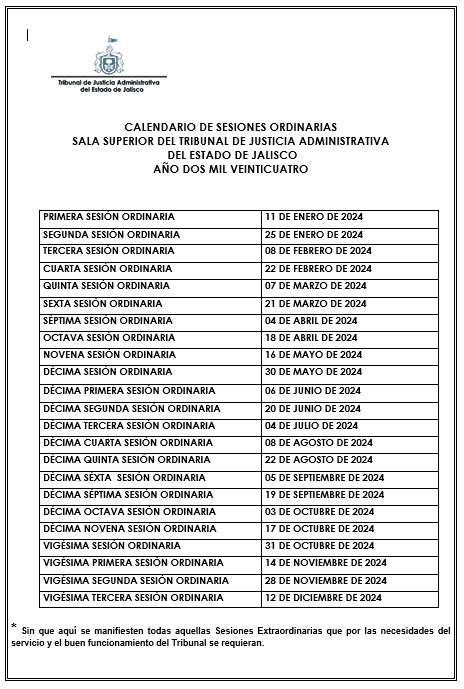 Tribunal de Justicia Administrativa
del Estado de Jalisco
CALENDARIO DE SESIONES ORDINARIAS
SALA SUPERIOR DEL TRIBUNAL DE JUSTICIA ADMINISTRATIVA
DEL ESTADO DE JALISCO
AÑO DOS MIL VEINTICUATRO
PRIMERA SESIÓN ORDINARIA 11 DE ENERO DE 2024
SEGUNDA SESIÓN ORDINARIA 25 DE ENERO DE 2024
TERCERA SESIÓN ORDINARIA 08 DE FEBRERO DE 2024
CUARTA SESIÓN ORDINARIA 22 DE FEBRERO DE 2024
QUINTA SESIÓN ORDINARIA 07 DE MARZO DE 2024
SEXTA SESIÓN ORDINARIA 21 DE MARZO DE 2024
SÉPTIMA SESIÓN ORDINARIA 04 DE ABRIL DE 2024
OCTAVA SESIÓN ORDINARIA 18 DE ABRIL DE 2024
NOVENA SESIÓN ORDINARIA 16 DE MAYO DE 2024
DÉCIMA SESIÓN ORDINARIA 30 DE MAYO DE 2024
DÉCIMA PRIMERA SESIÓN ORDINARIA 06 DE JUNIO DE 2024
DÉCIMA SEGUNDA SESIÓN ORDINARIA 20 DE JUNIO DE 2024
DÉCIMA TERCERA SESIÓN ORDINARIA 04 DE JULIO DE 2024
DÉCIMA CUARTA SESIÓN ORDINARIA 08 DE AGOSTO DE 2024
DÉCIMA QUINTA SESIÓN ORDINARIA 22 DE AGOSTO DE 2024
DÉCIMA SÉXTA SESIÓN ORDINARIA 05 DE SEPTIEMBRE DE 2024
DÉCIMA SÉPTIMA SESIÓN ORDINARIA 19 DE SEPTIEMBRE DE 2024
DÉCIMA OCTAVA SESIÓN ORDINARIA 03 DE OCTUBRE DE 2024
DÉCIMA NOVENA SESIÓN ORDINARIA 17 DE OCTUBRE DE 2024
VIGÉSIMA SESIÓN ORDINARIA 31 DE OCTUBRE DE 2024
VIGÉSIMA PRIMERA SESIÓN ORDINARIA 14 DE NOVIEMBRE DE 2024
VIGÉSIMA SEGUNDA SESIÓN ORDINARIA 28 DE NOVIEMBRE DE 2024
VIGÉSIMA TERCERA SESIÓN ORDINARIA 12 DE DICIEMBRE DE 2024
* Sin que aquí se manifiesten todas aquellas Sesiones Extraordinarias que por las necesidades del
servicio y el buen funcionamiento del Tribunal se requieran.